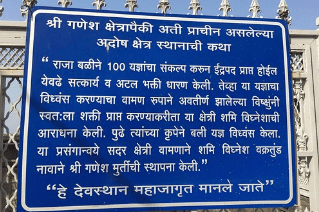 श्री गणेश क्षेत्रापैकी अती प्राचीन असलेल्या
अदोष क्षेत्र स्थानाची कथा
“ राजा बळीने 100 यज्ञांचा संकल्प करुन ईद्रपद प्राप्त होईल
येवढे सत्कार्य व अटल भक्ती धारण केली. तेव्हा या यज्ञाचा
विध्वंस करण्याचा वामण रुपाने अवतीर्ण झालेल्या विष्णुंनी
स्वत:ला शक्ती प्राप्त करण्याकरीता या क्षेत्री शमि विघ्नेशाची
आराधना केली. पुढे त्यांच्या कृपेने बली यज्ञ विध्वंस केला.
या प्रसंगान्वये सदर क्षेत्री वामणाने शमि विघ्नेश वक्रतुंड
नावाने श्री गणेश मुर्तीची स्थापना केली.”
“हे देवस्थान महाजागृत मानले जाते”